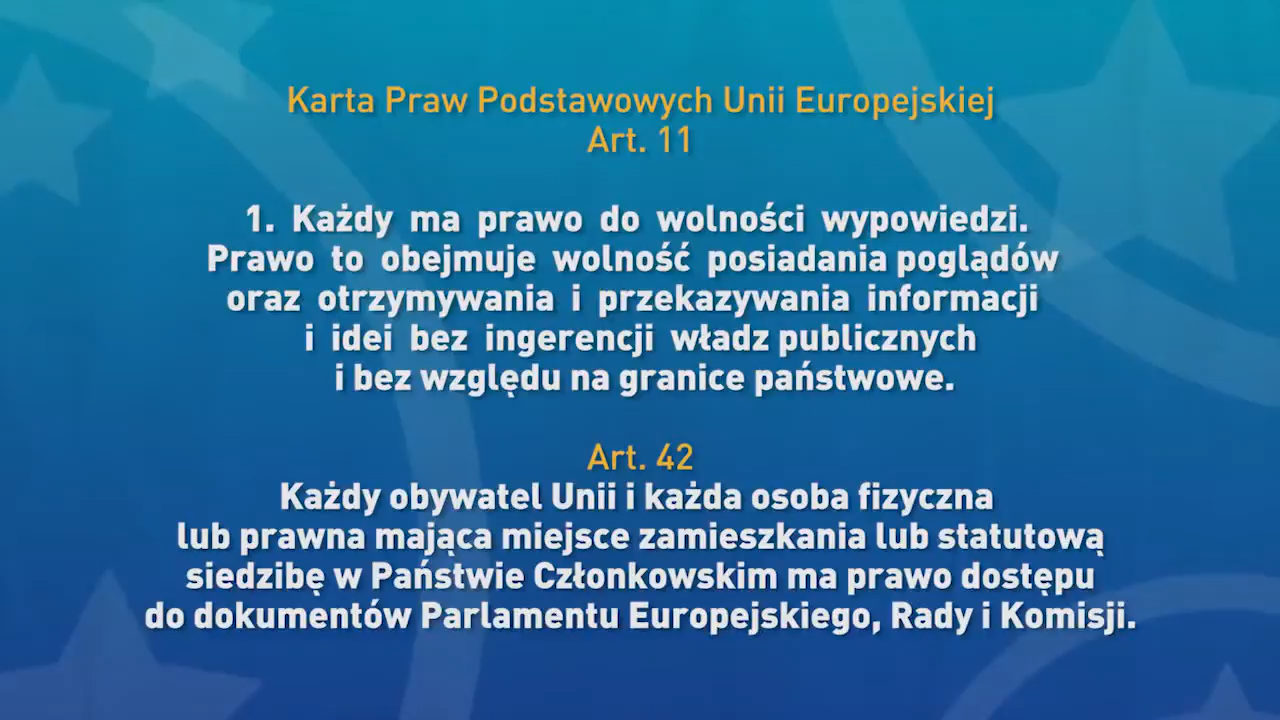 Karta Praw Podstawowych Unii Europejskiej
Art. 11
1. Każdy ma prawo do wolności wypowiedzi.
Prawo to obejmuje wolność posiadania poglądów
oraz otrzymywania i przekazywania informacji
i idei bez ingerencji władz publicznych
i bez względu na granice państwowe.
Art. 42
Każdy obywatel Unii i każda osoba fizyczna
lub prawna mająca miejsce zamieszkania lub statutową
siedzibę w Państwie Członkowskim ma prawo dostępu
do dokumentów Parlamentu Europejskiego, Rady i Komisji.